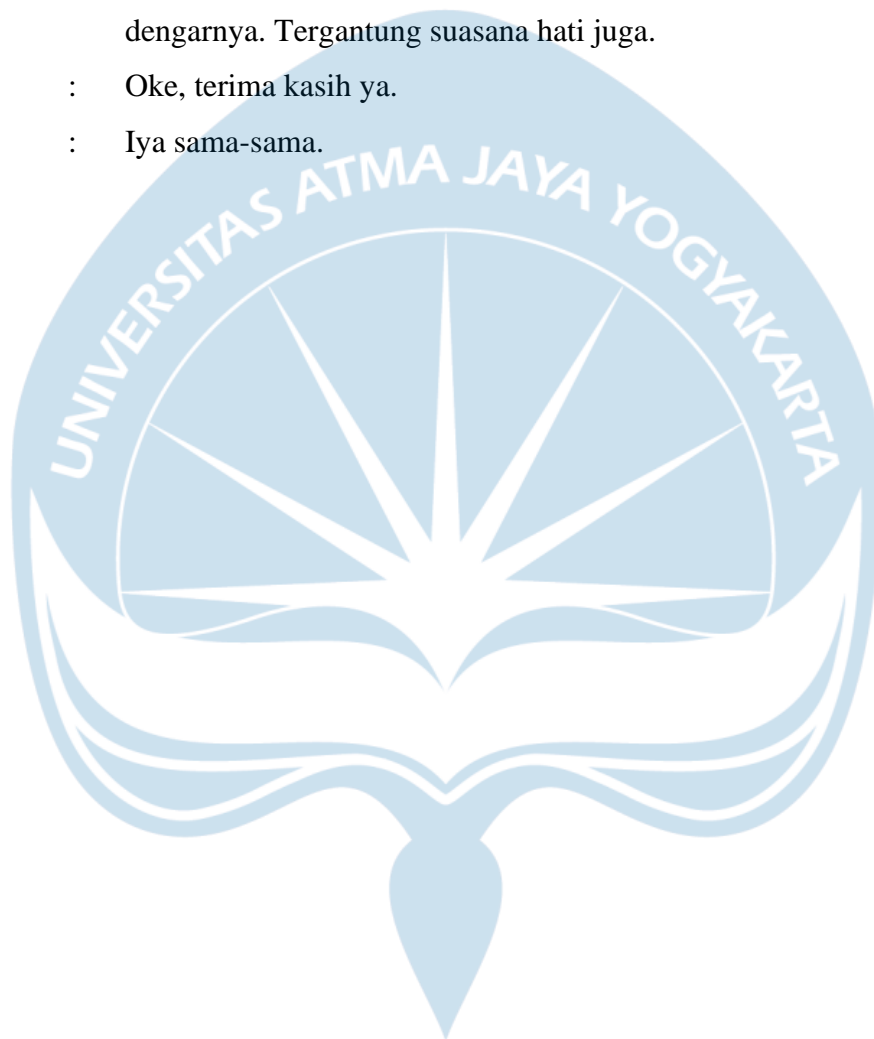 dengarnya. Tergantung suasana hati juga.
: Oke, terima kasih ya.
: Iya sama-sama.
UNIVERSITAS ATMA JAYA YOGYAKARTA